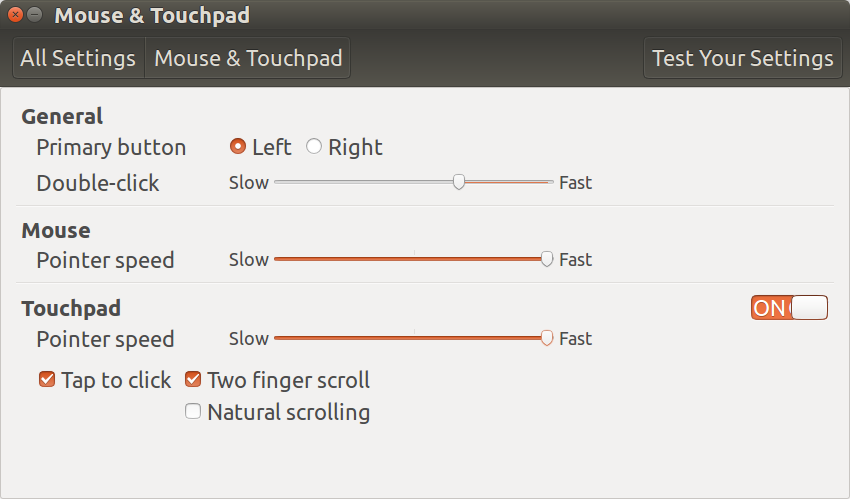 Mouse & Touchpad
All Settings Mouse & Touchpad Test Your Settings
General
Primary button Left Right
Double-click Slow Fast
Mouse
Pointer speed Slow Fast
Touchpad ON
Pointer speed Slow Fast
Tap to click Two finger scroll
Natural scrolling